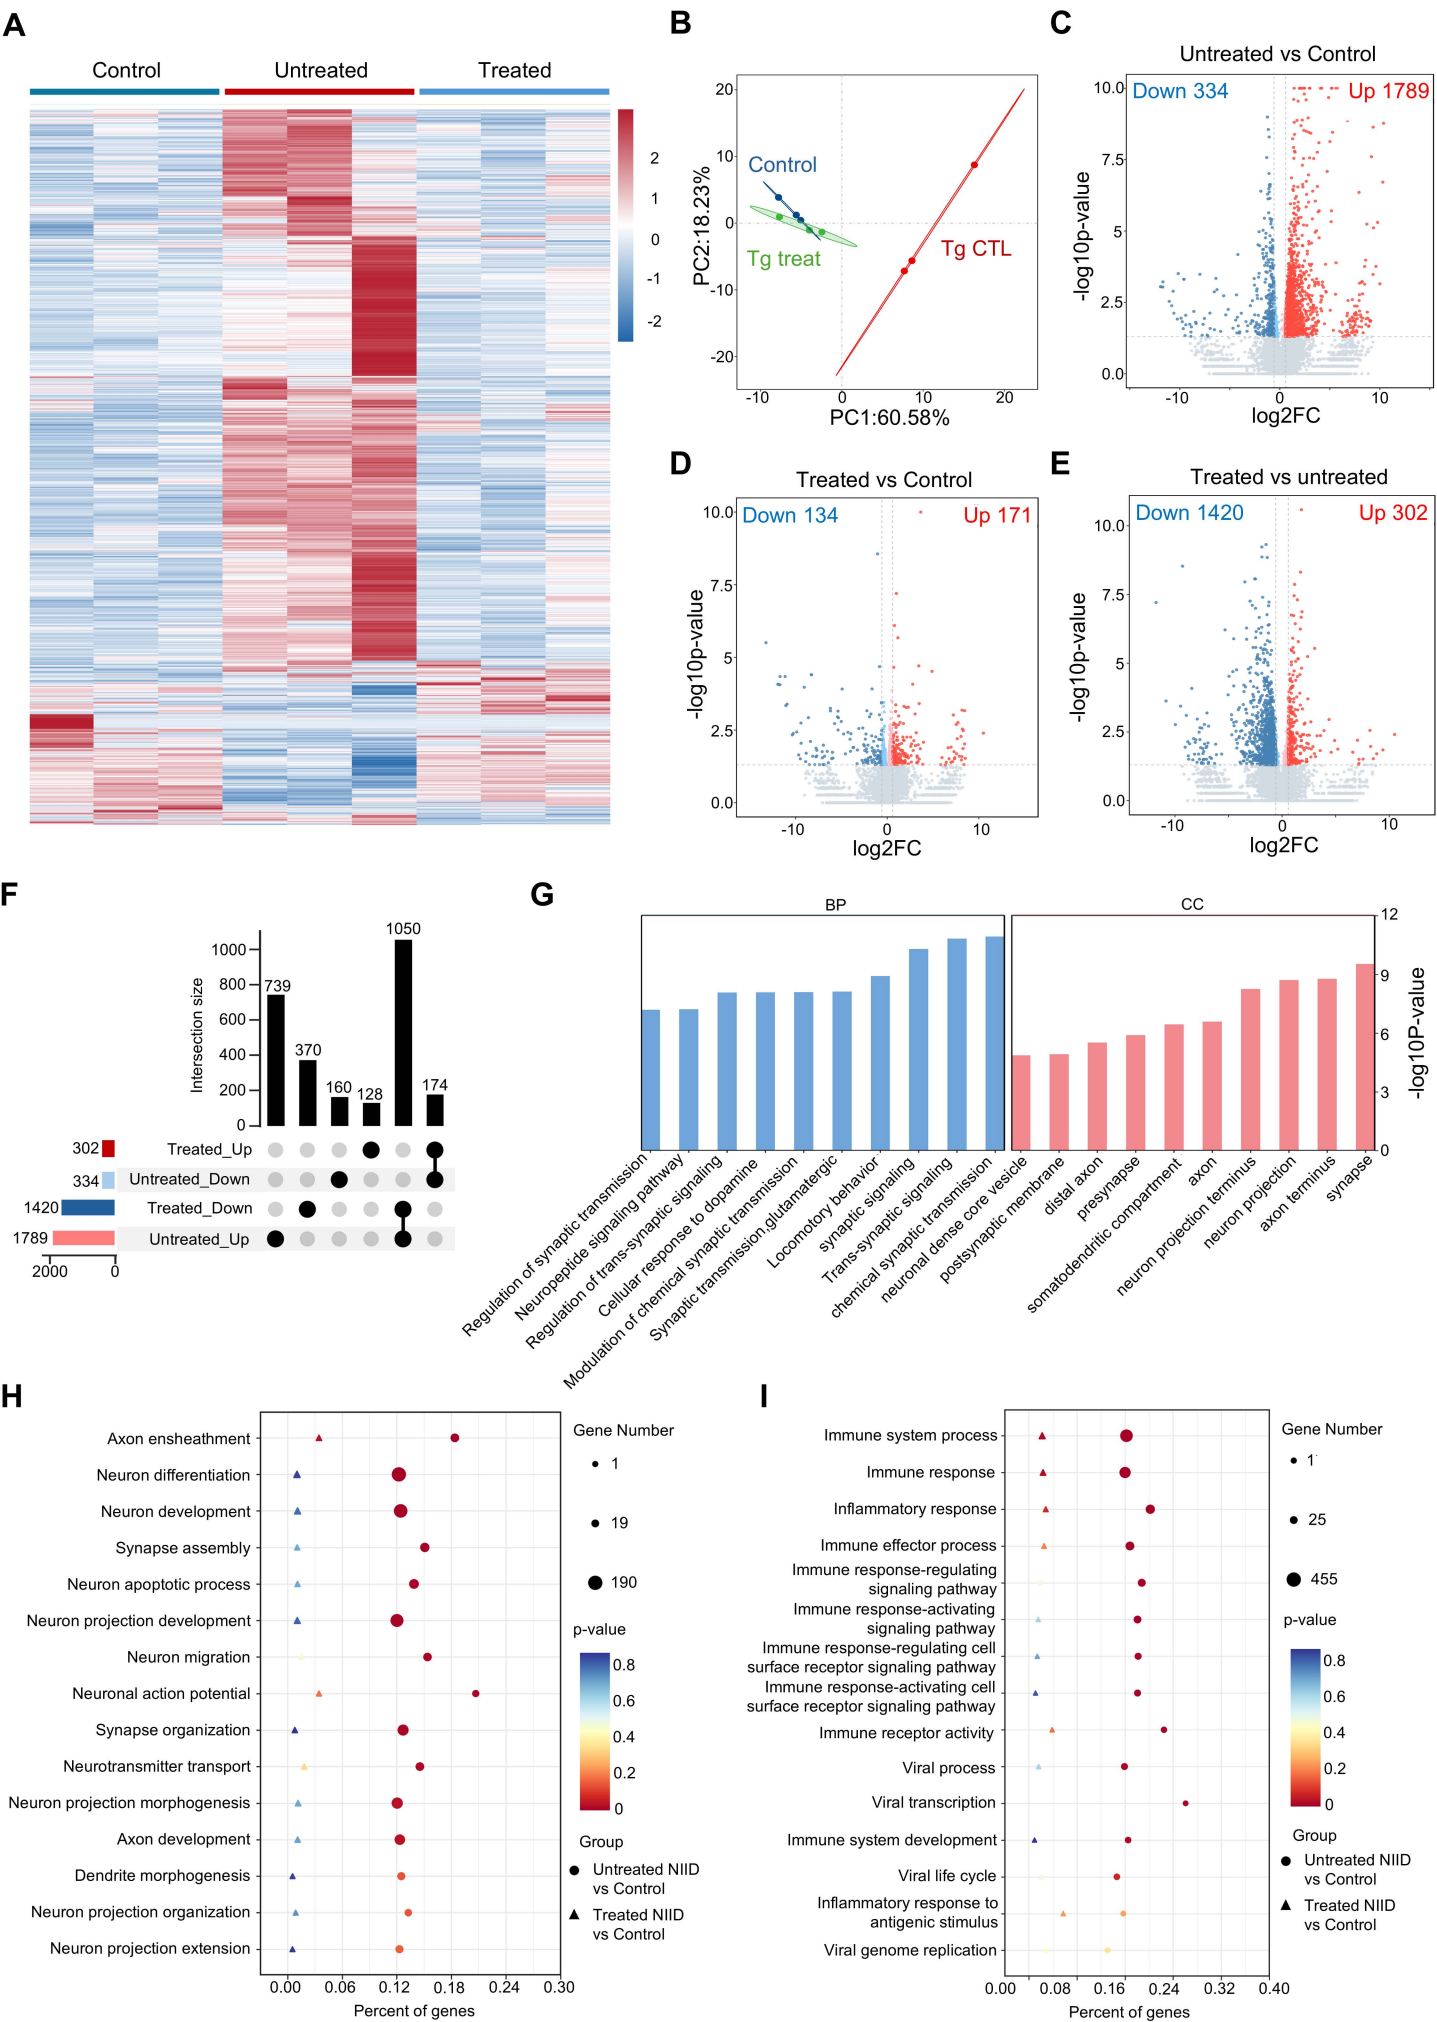 A
Control
Untreated
Treated
2
1
0
-1
-2
B
20
10
0
-10
-20
PC2:18.23%
Control
Tg treat
Tg CTL
-10
0
10
20
PC1:60.58%
C
Untreated vs Control
Down 334
Up 1789
10.0
7.5
5
2.5
0.0
-log10p-value
-10
0
10
log2FC
D
Treated vs Control
Down 134
Up 171
10.0
7.5
5
2.5
0.0
-log10p-value
-10
0
10
log2FC
E
Treated vs untreated
Down 1420
Up 302
10.0
7.5
5
2.5
0.0
-log10p-value
-10
0
10
log2FC
F
Intersection size
1000
800
600
400
200
0
739
370
160
128
1050
174
302
334
1420
1789
Treated_Up
Untreated_Down
Treated_Down
Untreated_Up
2000
0
G
BP
CC
12
9
6
3
0
-log10P-value
Regulation of synaptic transmission
Neuropeptide signaling pathway
Regulation of trans-synaptic signaling
Cellular response to dopamine
Modulation of chemical synaptic transmission
Synaptic transmission,glutamatergic
Locomotory behavior
synaptic signaling
Trans-synaptic signaling
chemical synaptic transmission
neuronal dense core vesicle
postsynaptic membrane
distal axon
presynapse
somatodendritic compartment
axon
neuron projection terminus
neuron projection
axon terminus
synapse
H
Axon ensheathment
Neuron differentiation
Neuron development
Synapse assembly
Neuron apoptotic process
Neuron projection development
Neuron migration
Neuronal action potential
Synapse organization
Neurotransmitter transport
Neuron projection morphogenesis
Axon development
Dendrite morphogenesis
Neuron projection organization
Neuron projection extension
0.00
0.06
0.12
0.18
0.24
0.30
Percent of genes
Gene Number
1
19
190
p-value
0.8
0.6
0.4
0.2
0
Group
Untreated NIID
vs Control
Treated NIID
vs Control
I
Immune system process
Immune response
Inflammatory response
Immune effector process
Immune response-regulating
signaling pathway
Immune response-activating
signaling pathway
Immune response-regulating cell
surface receptor signaling pathway
Immune response-activating cell
surface receptor signaling pathway
Immune receptor activity
Viral process
Viral transcription
Immune system development
Viral life cycle
Inflammatory response to
antigenic stimulus
Viral genome replication
0.00
0.08
0.16
0.24
0.32
0.40
Percent of genes
Gene Number
1
25
455
p-value
0.8
0.6
0.4
0.2
0
Group
Untreated NIID
vs Control
Treated NIID
vs Control